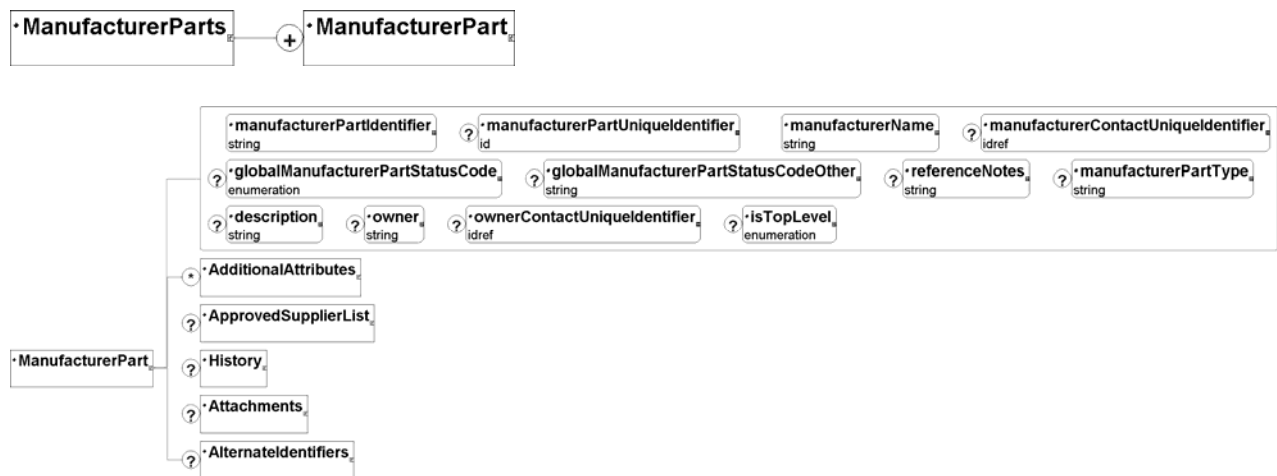 ManufacturerParts + ManufacturerPart
manufacturerPartIdentifier ? manufacturerPartUniqueIdentifier manufacturerName ? manufacturerContactUniqueIdentifier
string id string idref
? globalManufacturerPartStatusCode ? globalManufacturerPartStatusCodeOther ? referenceNotes ? manufacturerPartType
enumeration string string string
? description ? owner ? ownerContactUniqueIdentifier ? isTopLevel
string string idref enumeration
* AdditionalAttributes
? ApprovedSupplierList
ManufacturerPart ? History
? Attachments
? AlternateIdentifiers